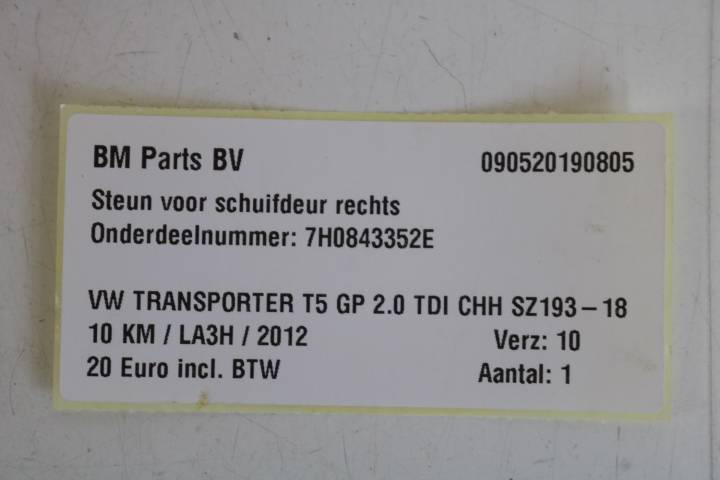 BM Parts BV 090520190805
Steun voor schuifdeur rechts
Onderdeelnummer: 7H0843352E
VW TRANSPORTER T5 GP 2.0 TDI CHH SZ193-18
10 KM / LA3H / 2012 Verz: 10
20 Euro incl. BTW Aantal: 1